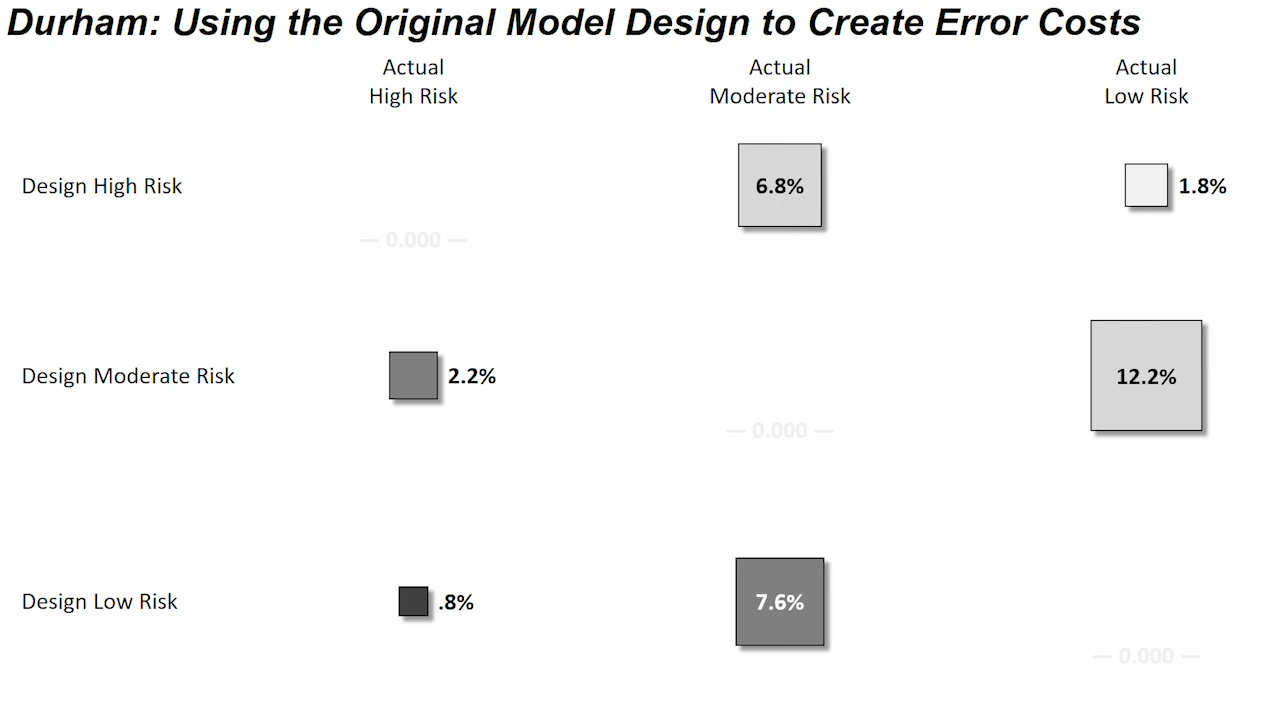 Durham: Using the Original Model Design to Create Error Costs
Actual High Risk
Actual Moderate Risk
Actual Low Risk
Design High Risk
6.8%
1.8%
— 0.000 —
Design Moderate Risk
2.2%
12.2%
— 0.000 —
Design Low Risk
.8%
7.6%
— 0.000 —